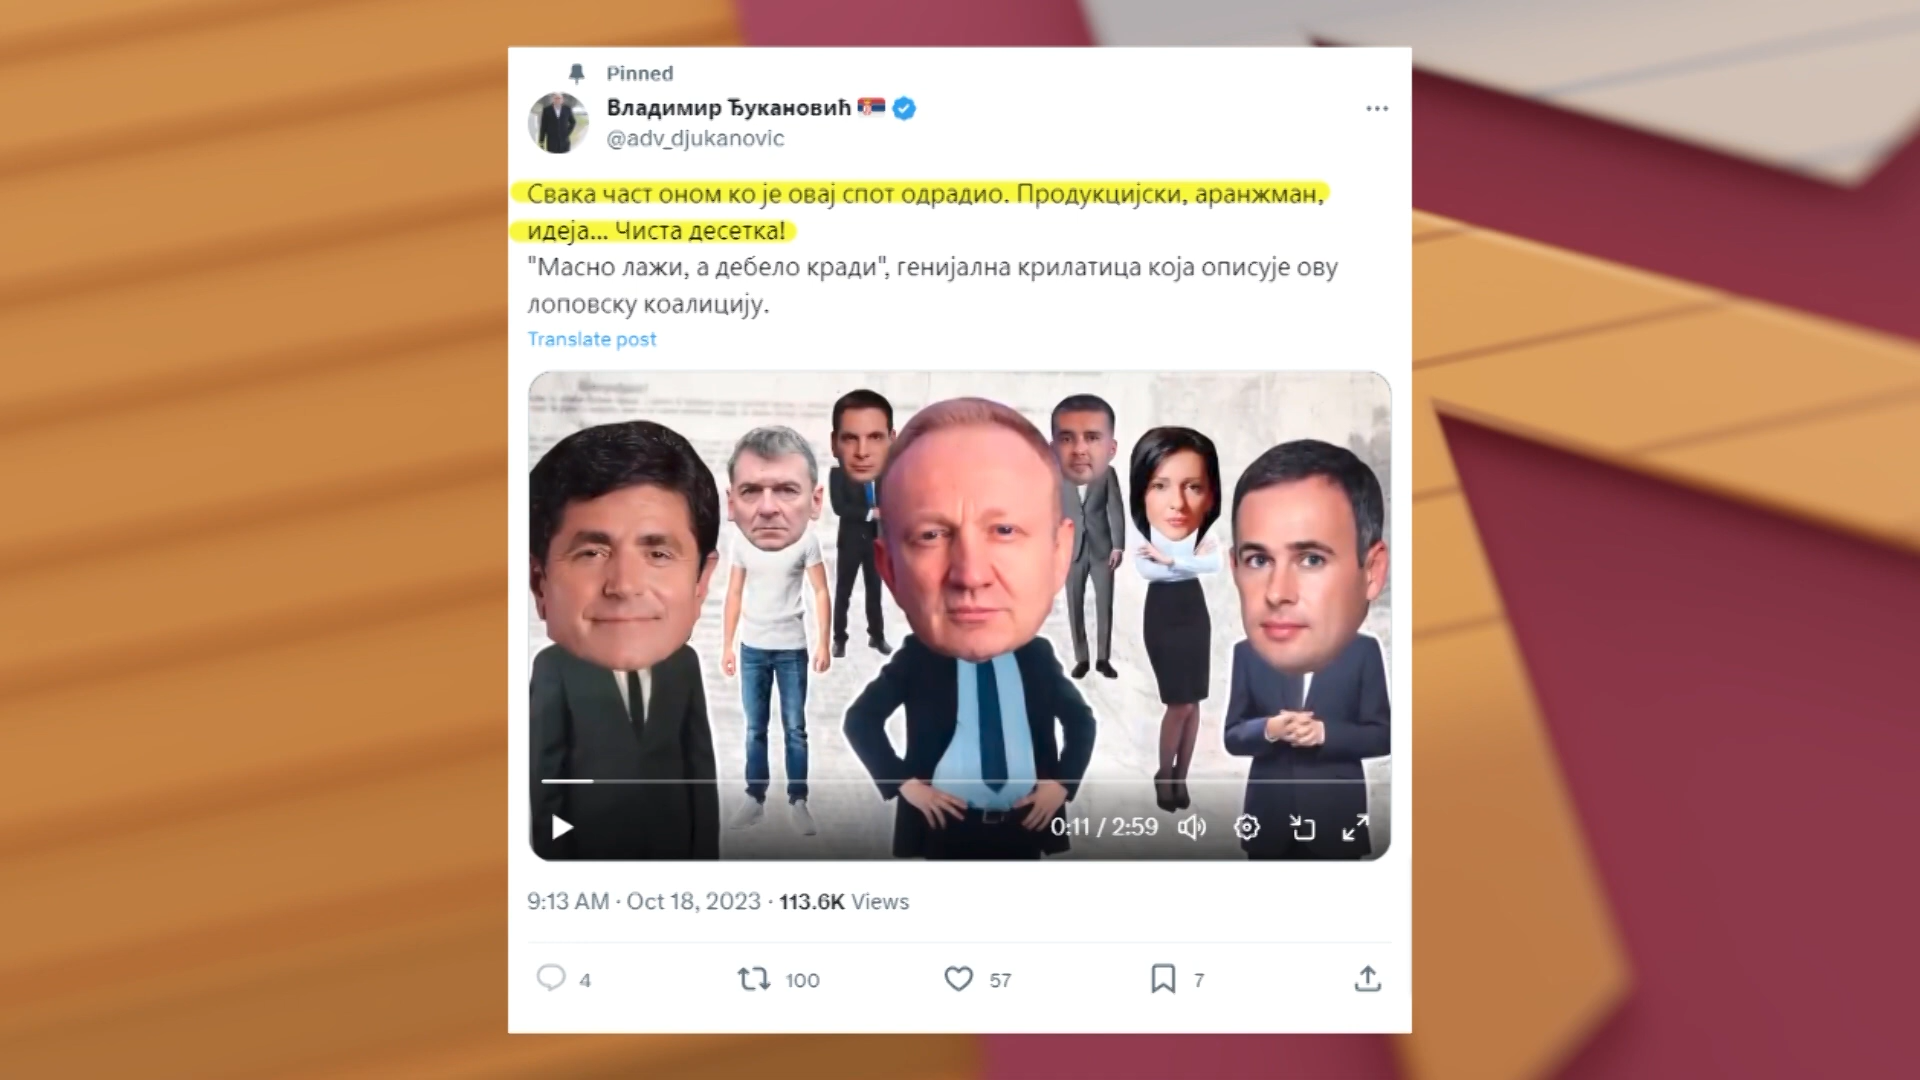 Pinned
Владимир Ђукановић
@adv_djukanovic
Свака част оном ко је овај спот одрадио. Продукцијски, аранжман,
идеја... Чиста десетка!
"Масно лажи, а дебело кради", генијална крилатица која описује ову
лоповску коалицију.
Translate post
0:11 / 2:59
9:13 AM · Oct 18, 2023 · 113.6K Views
4 100 57 7